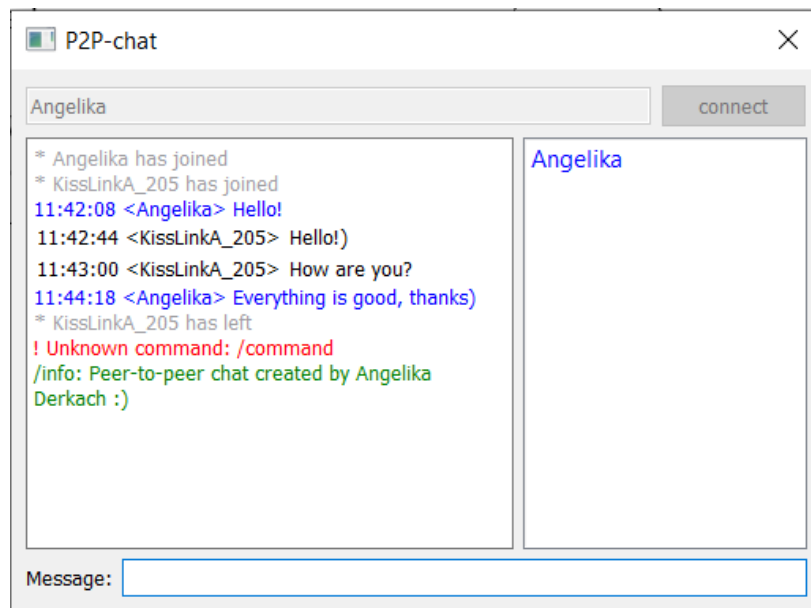 P2P-chat
Angelika
connect
* Angelika has joined
* KissLinkA_205 has joined
11:42:08 <Angelika> Hello!
11:42:44 <KissLinkA_205> Hello!)
11:43:00 <KissLinkA_205> How are you?
11:44:18 <Angelika> Everything is good, thanks)
* KissLinkA_205 has left
! Unknown command: /command
/info: Peer-to-peer chat created by Angelika
Derkach :)
Angelika
Message: